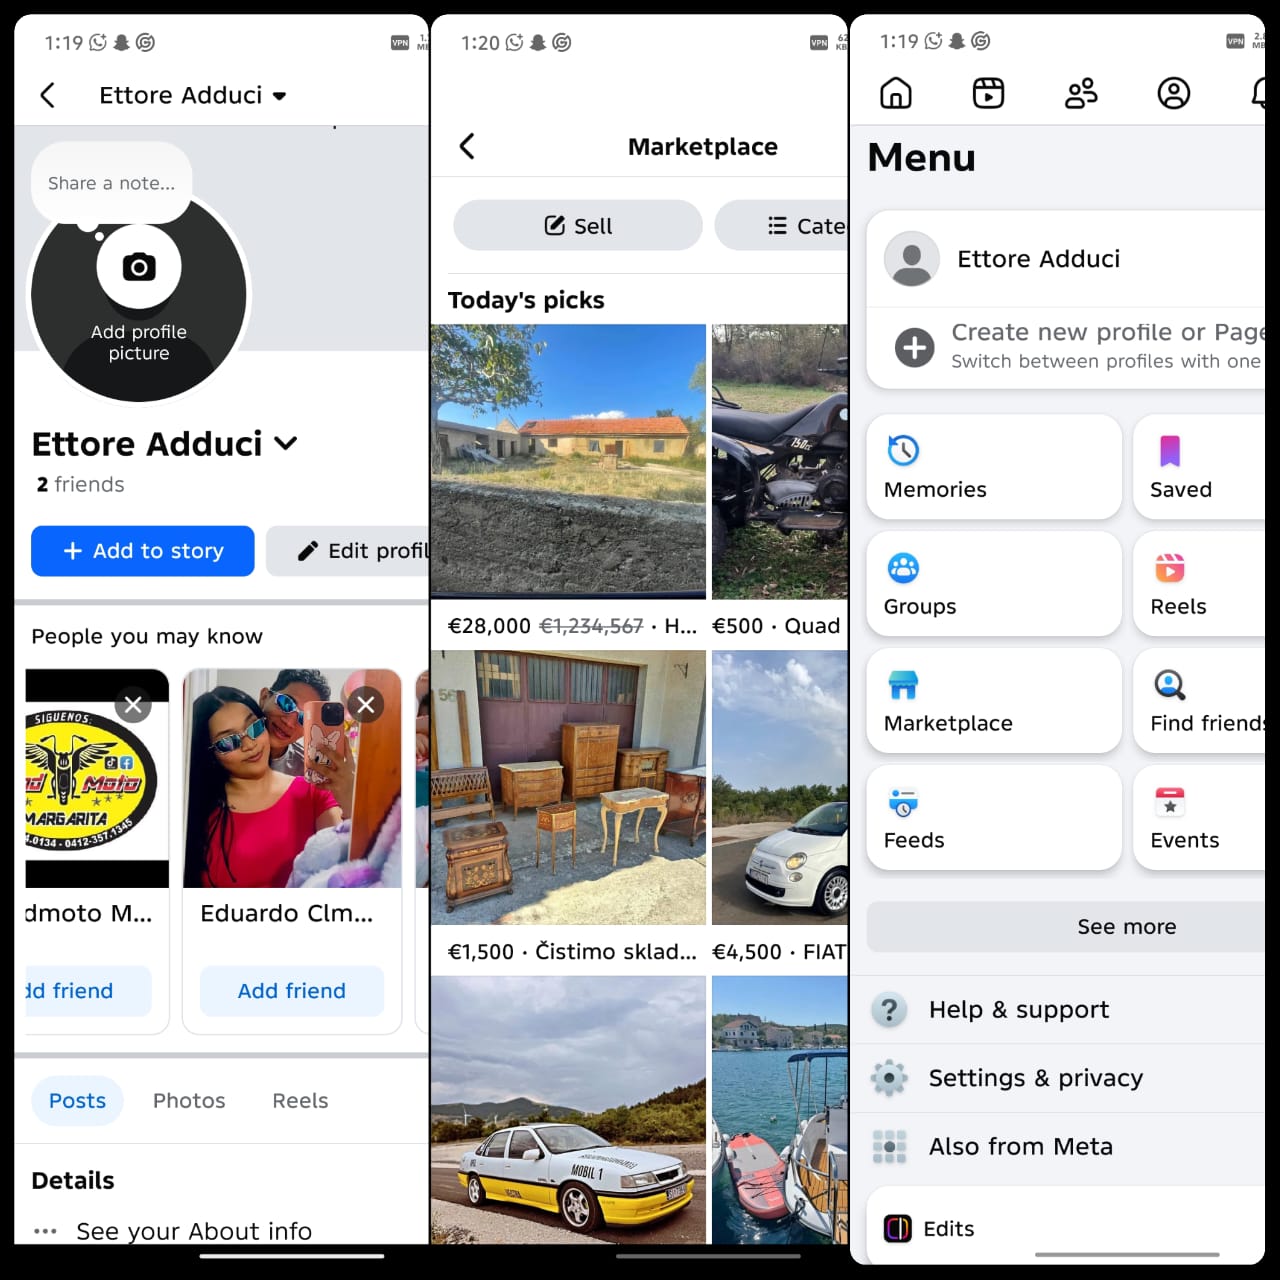 1:19
VPN
Ettore Adduci
Share a note...
Add profile
picture
Ettore Adduci
2 friends
+ Add to story
Edit profil
People you may know
SIGUENOS:
Moto
MARGARITA
.0134 - 0412-357.1345
dmoto M...
Eduardo Clm...
dd friend
Add friend
Posts
Photos
Reels
Details
See your About info
1:20
VPN
Marketplace
Sell
Cate
Today's picks
€28,000 €1,234,567 · H...
€500 · Quad
€1,500 · Čistimo sklad...
€4,500 · FIAT
MOBIL 1
VECTRA
1:19
VPN
Menu
Ettore Adduci
Create new profile or Page
Switch between profiles with one
Memories
Saved
Groups
Reels
Marketplace
Find friends
Feeds
Events
See more
Help & support
Settings & privacy
Also from Meta
Edits